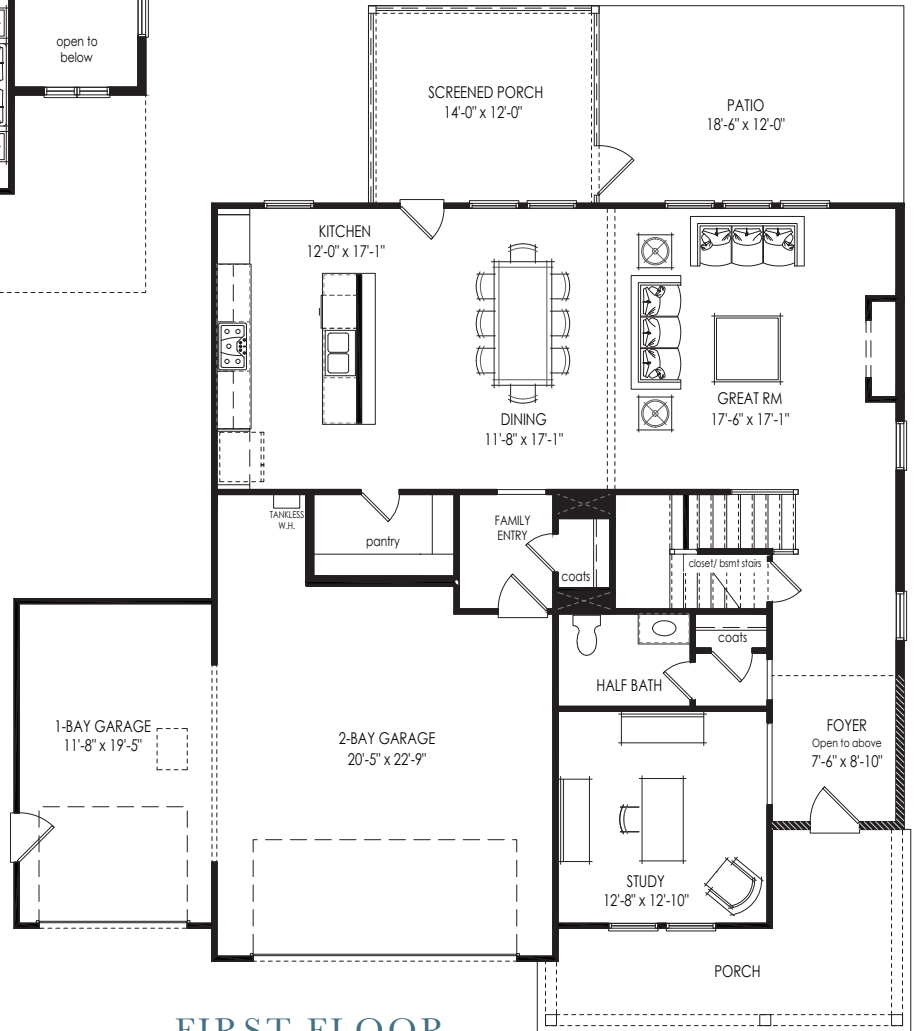 open to
below
SCREENED PORCH
14'-0" x 12'-0"
PATIO
18'-6" x 12'-0"
KITCHEN
12'-0" x 17'-1"
DINING
11'-8" x 17'-1"
GREAT RM
17'-6" x 17'-1"
TANKLESS
W.H.
pantry
FAMILY
ENTRY
coats
closet/ bsmt stairs
coats
HALF BATH
1-BAY GARAGE
11'-8" x 19'-5"
2-BAY GARAGE
20'-5" x 22'-9"
FOYER
Open to above
7'-6" x 8'-10"
STUDY
12'-8" x 12'-10"
PORCH
FIRST FLOOR